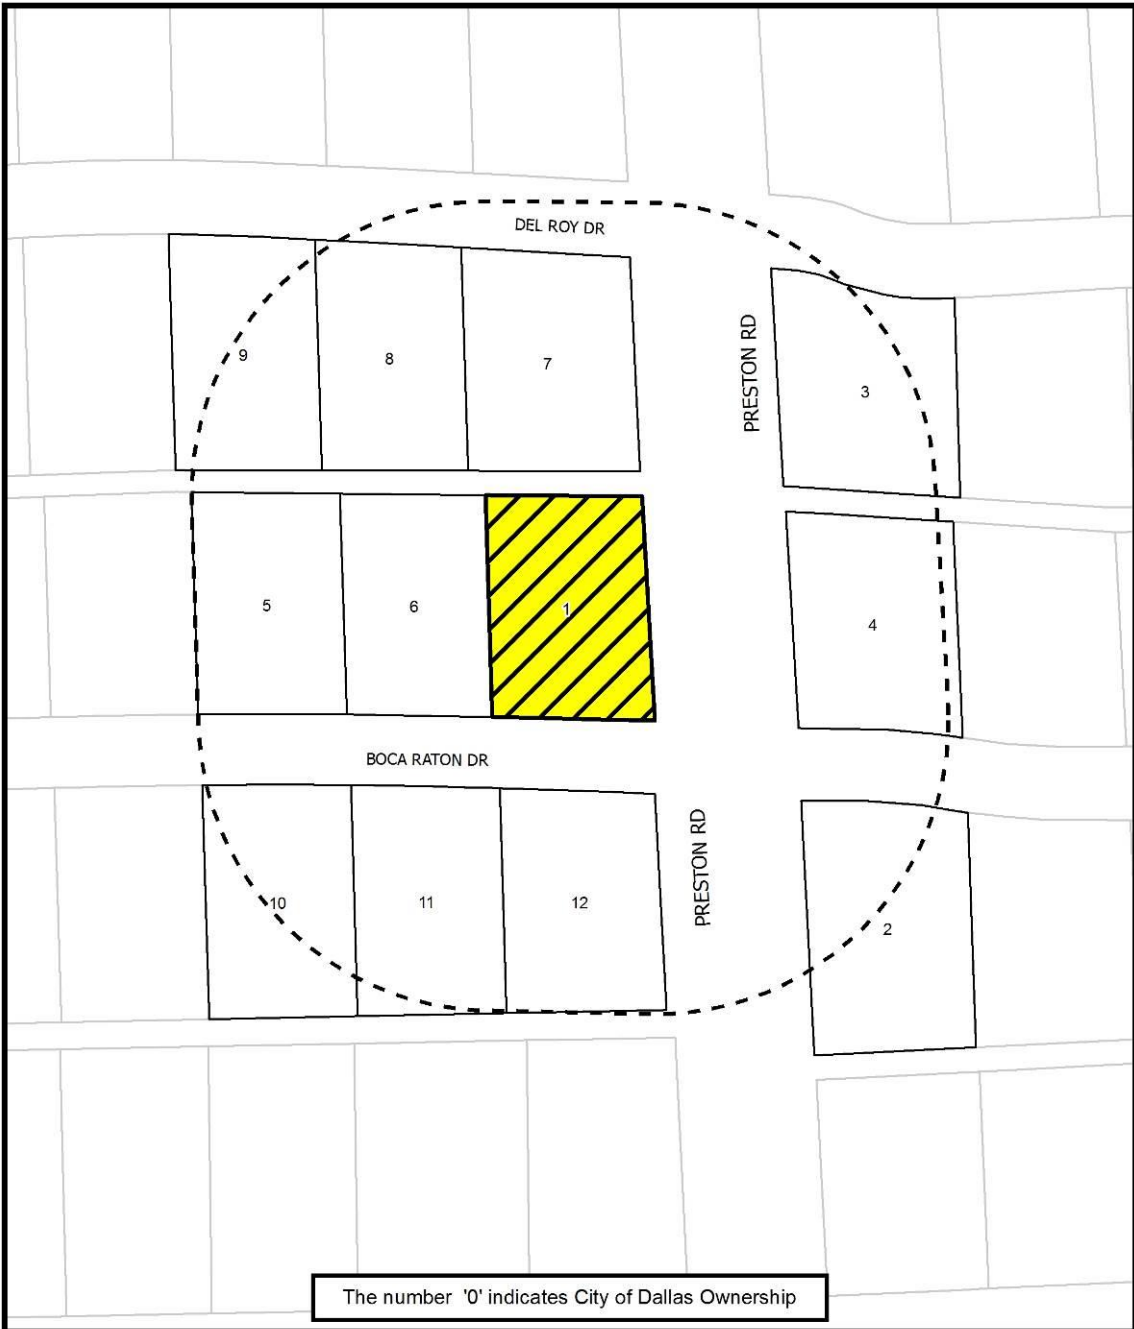 DEL ROY DR
PRESTON RD
9
8
7
3
5
6
1
4
BOCA RATON DR
PRESTON RD
10
11
12
2
The number '0' indicates City of Dallas Ownership